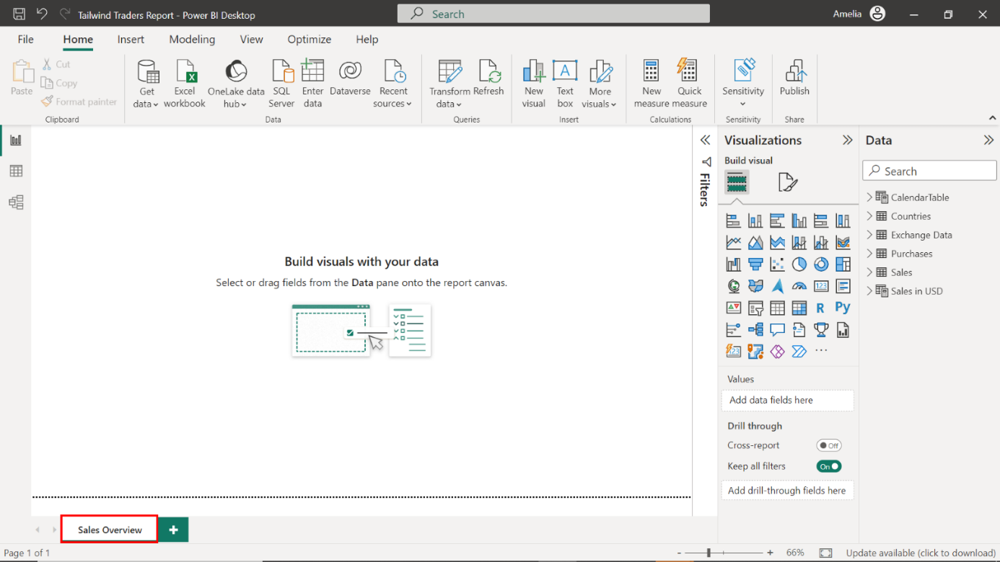 Tailwind Traders Report - Power BI Desktop
Search
Amelia
File Home Insert Modeling View Optimize Help
Paste
Cut
Copy
Format painter
Clipboard
Get data
Excel workbook
OneLake data hub
SQL Server
Enter data
Dataverse
Recent sources
Data
Transform data
Refresh
Queries
New visual
Text box
More visuals
Insert
New measure
Quick measure
Calculations
Sensitivity
Sensitivity
Publish
Share
Build visuals with your data
Select or drag fields from the Data pane onto the report canvas.
Filters
Visualizations
Build visual
123
R
Py
123
Values
Add data fields here
Drill through
Cross-report Off
Keep all filters On
Add drill-through fields here
Data
Search
CalendarTable
Countries
Exchange Data
Purchases
Sales
Sales in USD
Sales Overview +
Page 1 of 1
- + 66%
Update available (click to download)